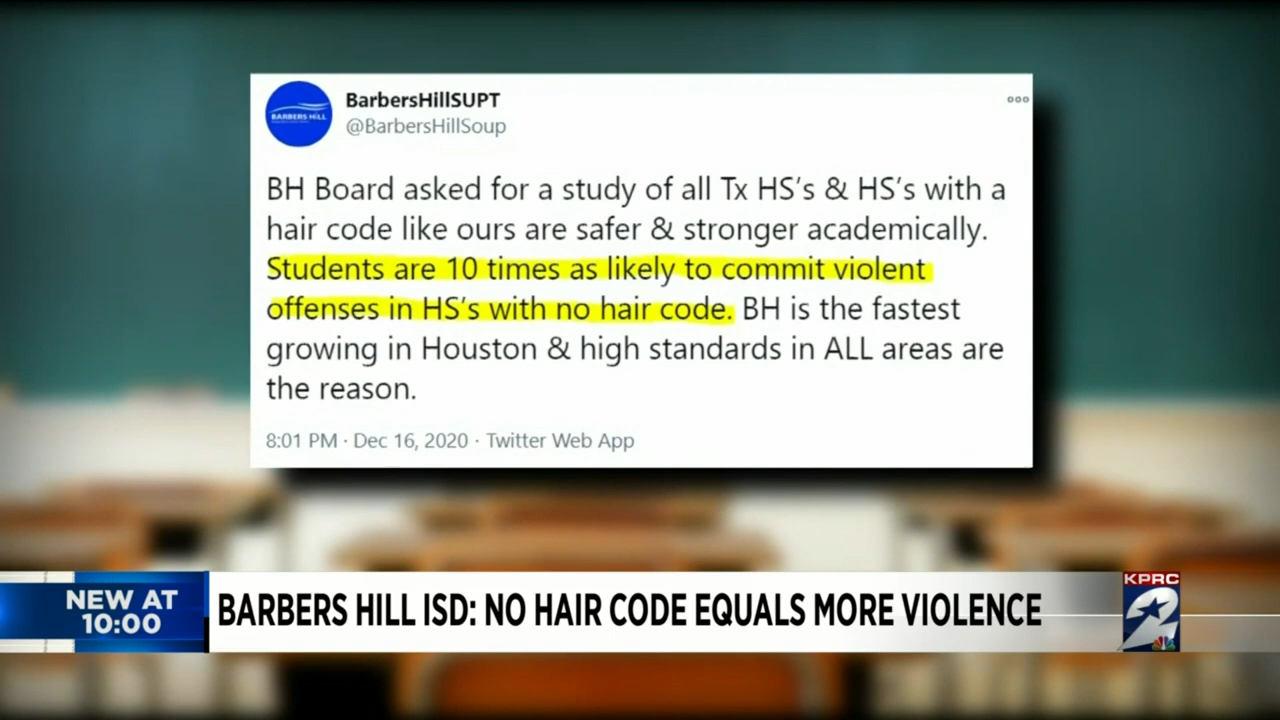 BarbersHillSUPT
@BarbersHillSoup
BARBERS HILL
BH Board asked for a study of all Tx HS’s & HS’s with a
hair code like ours are safer & stronger academically.
Students are 10 times as likely to commit violent
offenses in HS’s with no hair code. BH is the fastest
growing in Houston & high standards in ALL areas are
the reason.
8:01 PM · Dec 16, 2020 · Twitter Web App
NEW AT
10:00
BARBERS HILL ISD: NO HAIR CODE EQUALS MORE VIOLENCE
KPRC
2